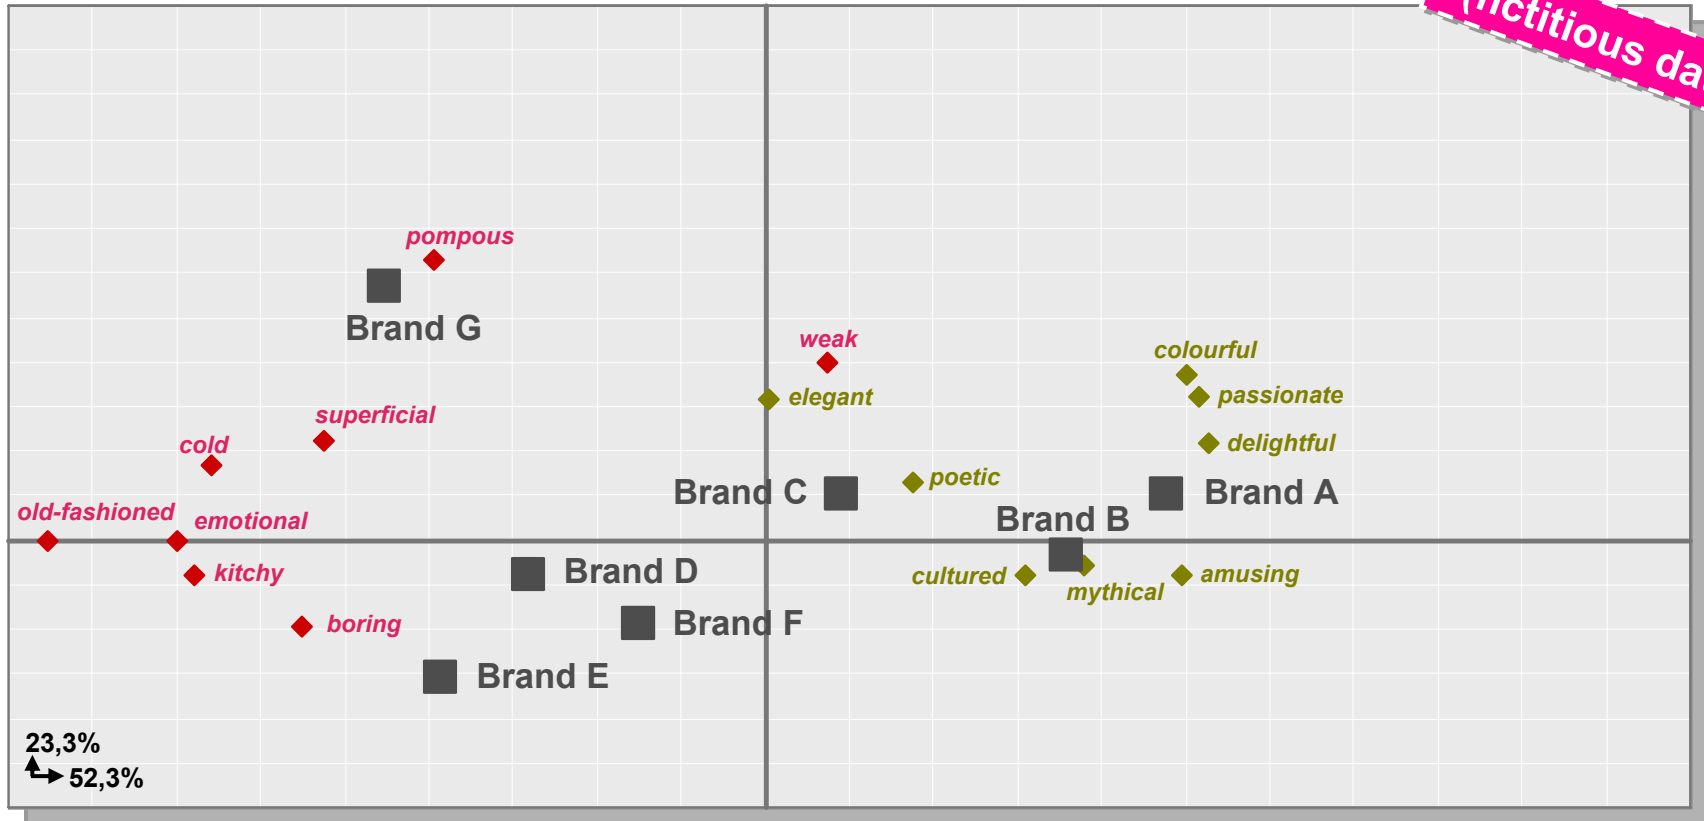 (fictitious
pompous
Brand G
weak
colourful
elegant
passionate
superficial
cold
delightful
poetic
Brand C
Brand A
old-fashioned
emotional
Brand B
kitchy
Brand D
cultured
amusing
mythical
boring
Brand F
Brand E
23,3%
52,3%